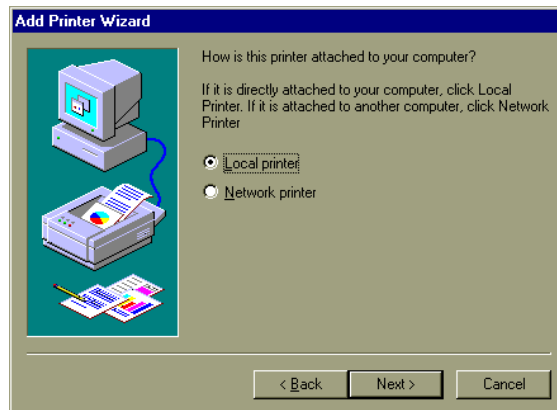 Add Printer Wizard
How is this printer attached to your computer?
If it is directly attached to your computer, click Local
Printer. If it is attached to another computer, click Network
Printer
Local printer
Network printer
< Back
Next >
Cancel